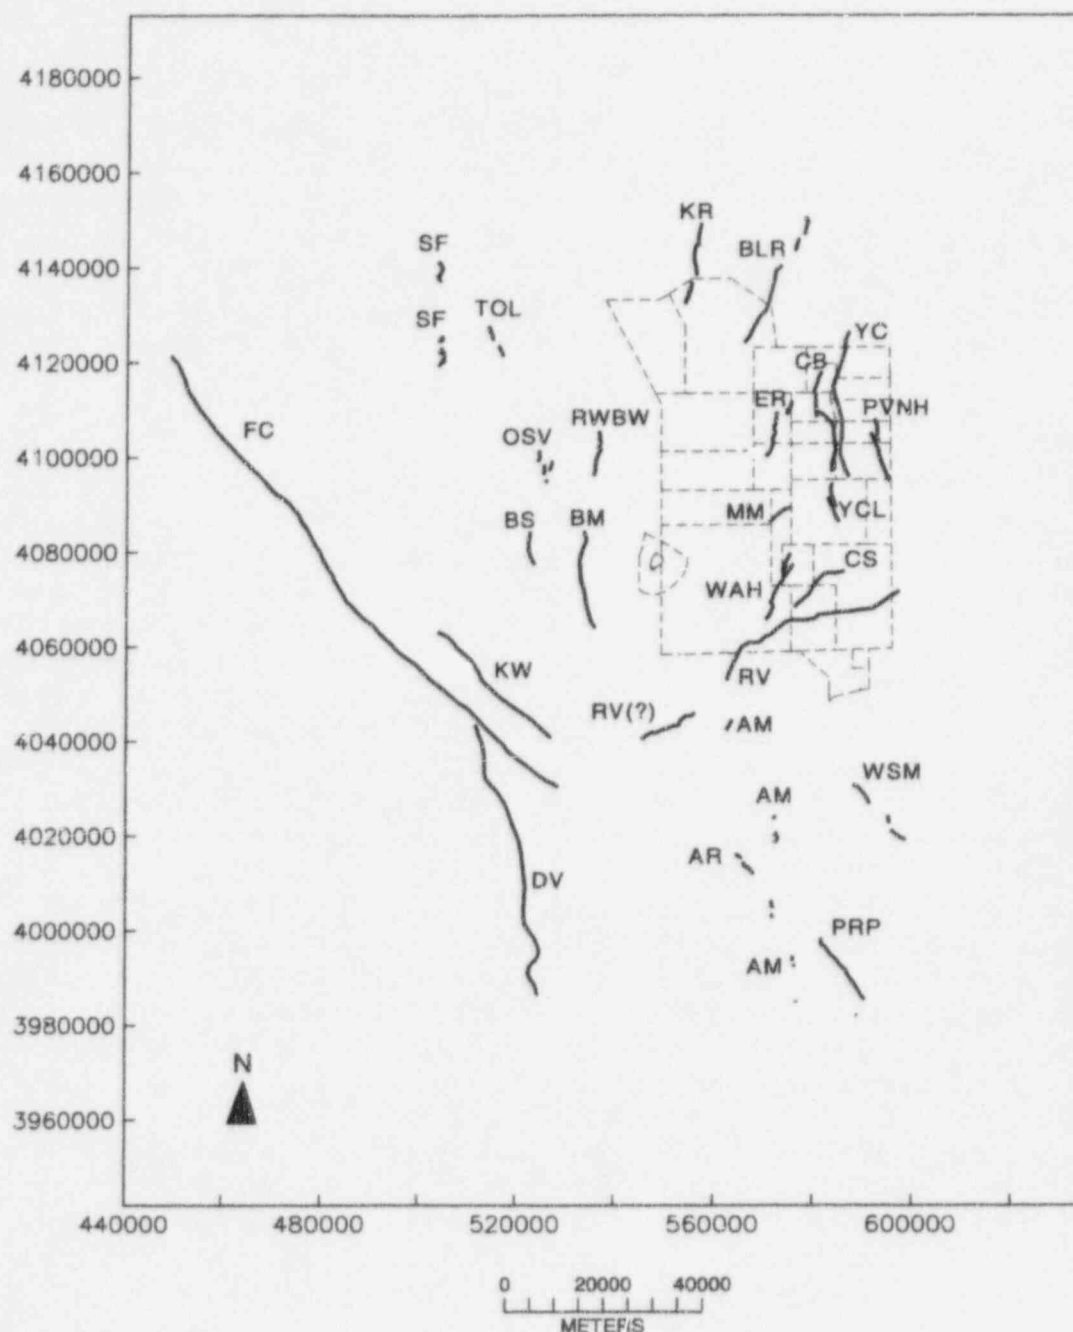 4180000
4160000
KR
SF
BLR
4140000
SF
TOL
YC
4120000
CB
ER
PVNH
RWBW
FC
OSV
4100000
MM
YCL
BS
BM
4080000
CS
WAH
4060000
KW
RV
RV(?)
AM
4040000
WSM
AM
4020000
AR
DV
PRP
4000000
AM
3980000
N
3960000
440000 480000 520000 560000 600000
0 20000 40000
METERS